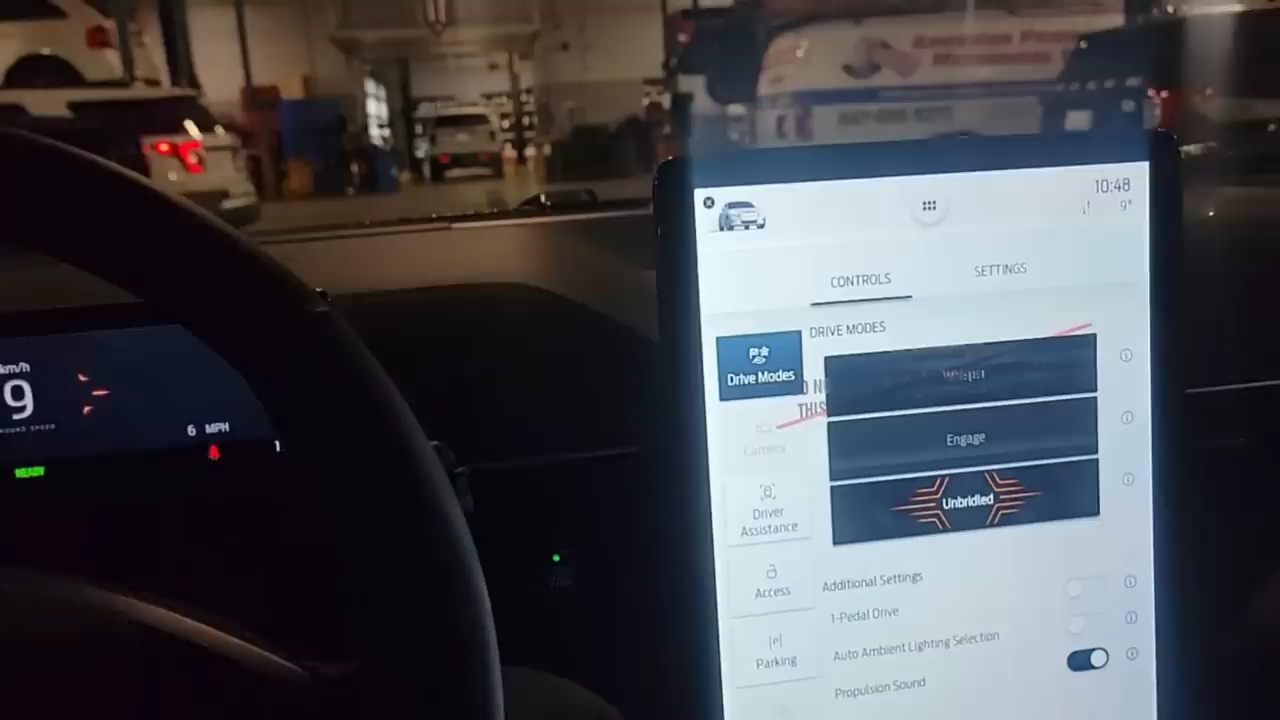 10:48
9°
CONTROLS
SETTINGS
DRIVE MODES
Drive Modes
THIS
Engage
Camera
Unbridled
Driver
Assistance
Access
Additional Settings
1-Pedal Drive
Auto Ambient Lighting Selection
Parking
Propulsion Sound
km/h
9
6 MPH
READY